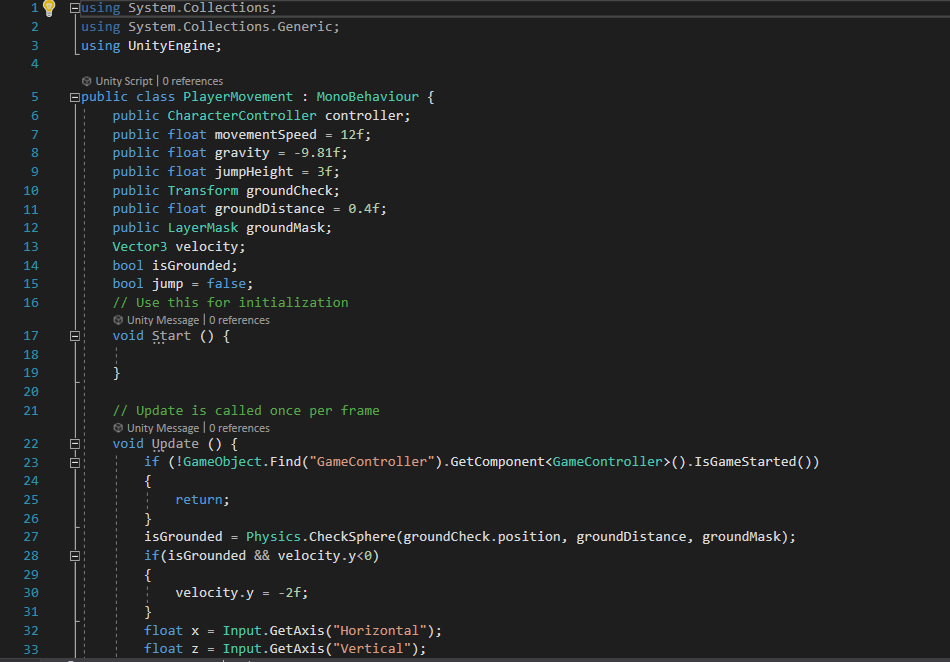 1 using System.Collections;
2 using System.Collections.Generic;
3 using UnityEngine;
4
Unity Script | 0 references
5 public class PlayerMovement : MonoBehaviour {
6 public CharacterController controller;
7 public float movementSpeed = 12f;
8 public float gravity = -9.81f;
9 public float jumpHeight = 3f;
10 public Transform groundCheck;
11 public float groundDistance = 0.4f;
12 public LayerMask groundMask;
13 Vector3 velocity;
14 bool isGrounded;
15 bool jump = false;
16 // Use this for initialization
Unity Message | 0 references
17 void Start () {
18
19 }
20
21 // Update is called once per frame
Unity Message | 0 references
22 void Update () {
23 if (!GameObject.Find("GameController").GetComponent<GameController>().IsGameStarted())
24 {
25 return;
26 }
27 isGrounded = Physics.CheckSphere(groundCheck.position, groundDistance, groundMask);
28 if(isGrounded && velocity.y<0)
29 {
30 velocity.y = -2f;
31 }
32 float x = Input.GetAxis("Horizontal");
33 float z = Input.GetAxis("Vertical");